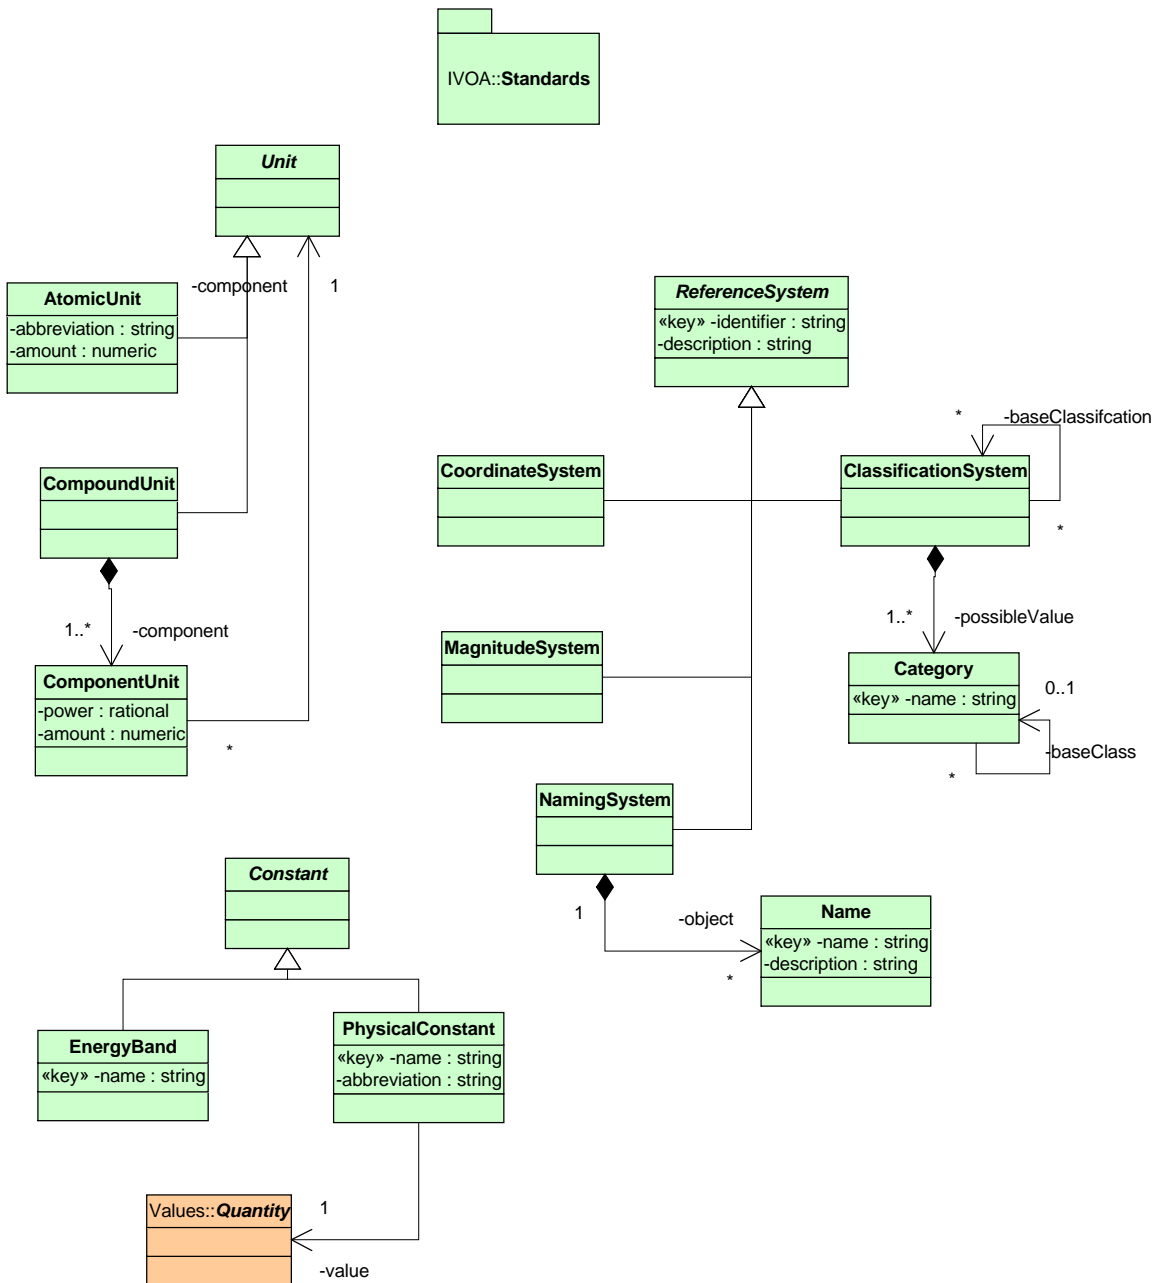 IVOA::Standards
Unit
-component
1
AtomicUnit
-abbreviation : string
-amount : numeric
ReferenceSystem
«key» -identifier : string
-description : string
*
-baseClassifcation
CompoundUnit
CoordinateSystem
ClassificationSystem
*
1..*
-component
1..*
-possibleValue
ComponentUnit
-power : rational
-amount : numeric
*
MagnitudeSystem
Category
«key» -name : string
0..1
-baseClass
*
NamingSystem
1
-object
*
Name
«key» -name : string
-description : string
Constant
EnergyBand
«key» -name : string
PhysicalConstant
«key» -name : string
-abbreviation : string
Values::Quantity
1
-value